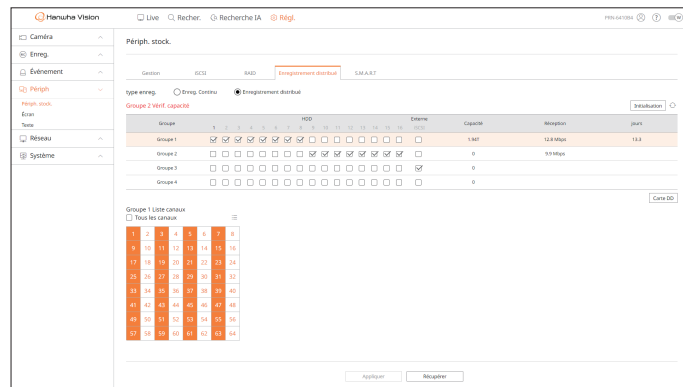 Hanwha Vision
Live Recher. Recherche IA Régl.
PRN-6410B4
Caméra
Enreg.
Événement
Périph
Périph. stock.
Écran
Texte
Réseau
Système
Périph. stock.
Gestion iSCSI RAID Enregistrement distribué S.M.A.R.T
type enreg. Enreg. Continu Enregistrement distribué
Groupe 2 Vérif. capacité
Initialisation
Groupe HDD Externe Capacité Réception Jours
1 2 3 4 5 6 7 8 9 10 11 12 13 14 15 16 iSCSI
Groupe 1 1.94T 12.8 Mbps 13.3
Groupe 2 0 9.9 Mbps
Groupe 3 0
Groupe 4 0
Carte DD
Groupe 1 Liste canaux
Tous les canaux
1 2 3 4 5 6 7 8
9 10 11 12 13 14 15 16
17 18 19 20 21 22 23 24
25 26 27 28 29 30 31 32
33 34 35 36 37 38 39 40
41 42 43 44 45 46 47 48
49 50 51 52 53 54 55 56
57 58 59 60 61 62 63 64
Appliquer Récupérer